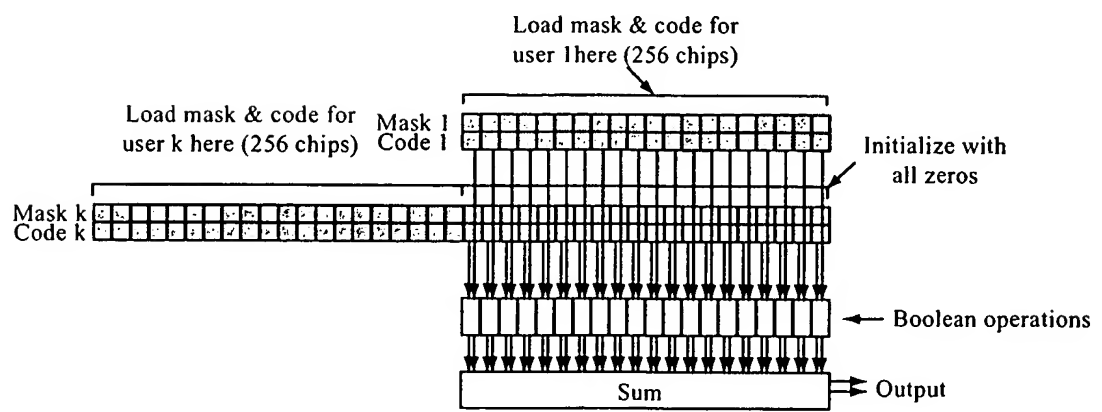 Load mask & code for
user 1here (256 chips)
Load mask & code for
user k here (256 chips)
Mask 1
Code 1
Initialize with
all zeros
Mask k
Code k
Boolean operations
Sum
Output